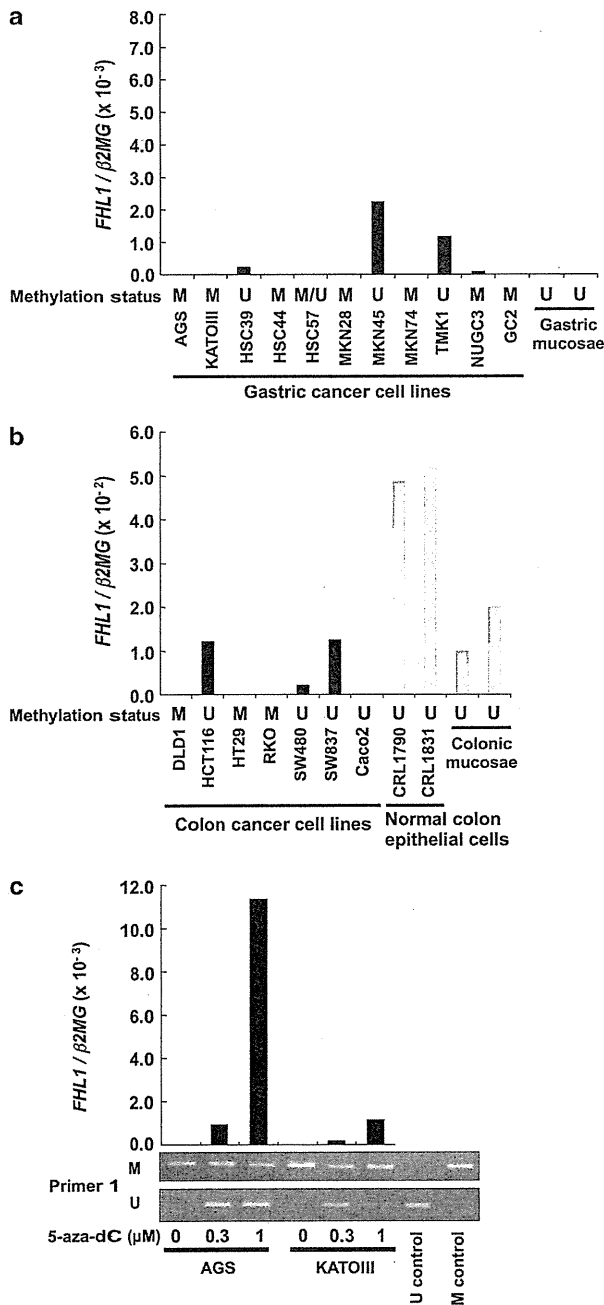 a
FHL1 / β2MG (x 10-3)
8.0
7.0
6.0
5.0
4.0
3.0
2.0
1.0
0.0
Methylation status M M U M M/U M U M U M M U U
AGS KATOIII HSC39 HSC44 HSC57 MKN28 MKN45 MKN74 TMK1 NUGC3 GC2 Gastric mucosae
Gastric cancer cell lines
b
FHL1 / β2MG (x 10-2)
6.0
5.0
4.0
3.0
2.0
1.0
0.0
Methylation status M U M M U U U U U U U
DLD1 HCT116 HT29 RKO SW480 SW837 Caco2 CRL1790 CRL1831 Colonic mucosae
Colon cancer cell lines
Normal colon epithelial cells
c
FHL1 / β2MG (x 10-3)
12.0
10.0
8.0
6.0
4.0
2.0
0.0
Primer 1
M
U
5-aza-dC (μM) 0 0.3 1 0 0.3 1
AGS KATOIII U control M control